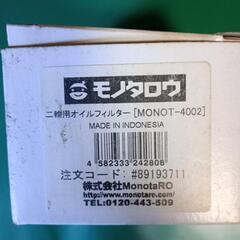 モノタロウ
二輪用オイルフィルター[MONOT-4002]
MADE IN INDONESIA
4 582333 242808
注文コード: #89193711
株式会社MonotaRO
(www.monotaro.com)
TEL:0120-443-509